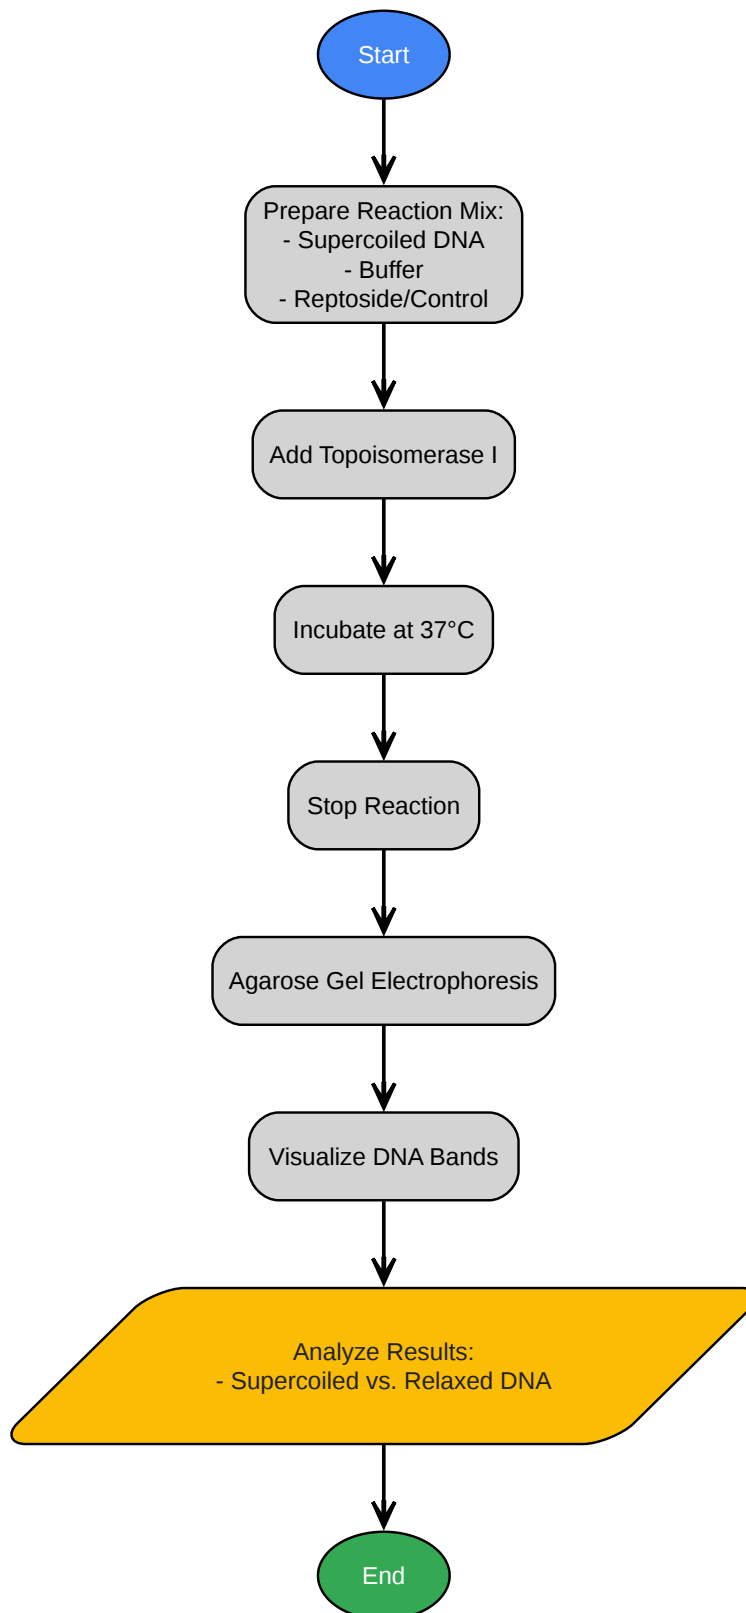 Start
Prepare Reaction Mix:
- Supercoiled DNA
- Buffer
- Reptoside/Control
Add Topoisomerase I
Incubate at 37°C
Stop Reaction
Agarose Gel Electrophoresis
Visualize DNA Bands
Analyze Results:
- Supercoiled vs. Relaxed DNA
End